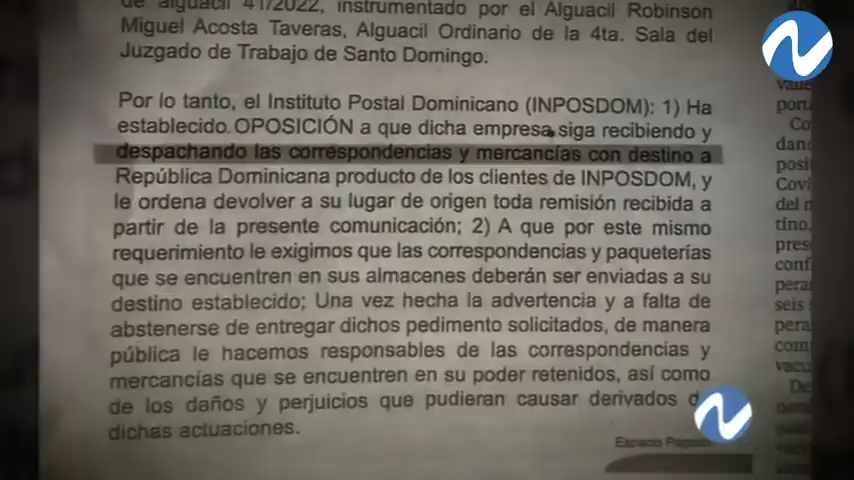 de alguacil 41/2022, instrumentado por el Alguacil Robinson
Miguel Acosta Taveras, Alguacil Ordinario de la 4ta. Sala del
Juzgado de Trabajo de Santo Domingo.
Por lo tanto, el Instituto Postal Dominicano (INPOSDOM): 1) Ha
establecido OPOSICIÓN a que dicha empresa siga recibiendo y
despachando las correspondencias y mercancías con destino a
República Dominicana producto de los clientes de INPOSDOM, y
le ordena devolver a su lugar de origen toda remisión recibida a
partir de la presente comunicación; 2) A que por este mismo
requerimiento le exigimos que las correspondencias y paqueterías
que se encuentren en sus almacenes deberán ser enviadas a su
destino establecido; Una vez hecha la advertencia y a falta de
abstenerse de entregar dichos pedimento solicitados, de manera
pública le hacemos responsables de las correspondencias y
mercancías que se encuentren en su poder retenidos, así como
de los daños y perjuicios que pudieran causar derivados
dichas actuaciones.
Espacio Pagado